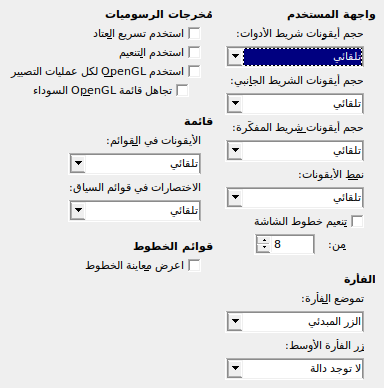 واجهة المستخدم
حجم أيقونات شريط الأدوات:
تلقائي
حجم أيقونات الشريط الجانبي:
تلقائي
حجم أيقونات شريط المفكّرة:
تلقائي
نمط الأيقونات:
تلقائي
تنعيم خطوط الشاشة
من: 8
الفأرة
تموضع الفأرة:
الزر المبدئي
زر الفأرة الأوسط:
لا توجد دالة
مُخرجات الرسوميات
استخدم تسريع العتاد
استخدم التنعيم
استخدم OpenGL لكل عمليات التصيير
تجاهل قائمة OpenGL السوداء
قائمة
الأيقونات في القوائم:
تلقائي
الاختصارات في قوائم السياق:
تلقائي
قوائم الخطوط
اعرض معاينة الخطوط